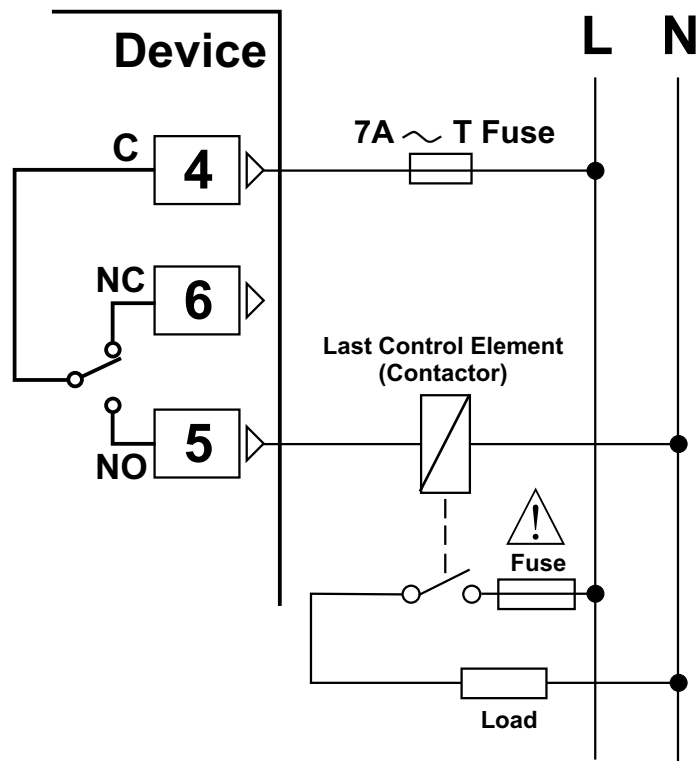 L N
Device
7A ~ T Fuse
C
4
NC
6
Last Control Element
(Contactor)
5
NO
!
Fuse
Load